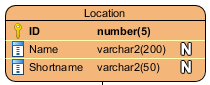 Location
ID number(5)
Name varchar2(200) N
Shortname varchar2(50) N